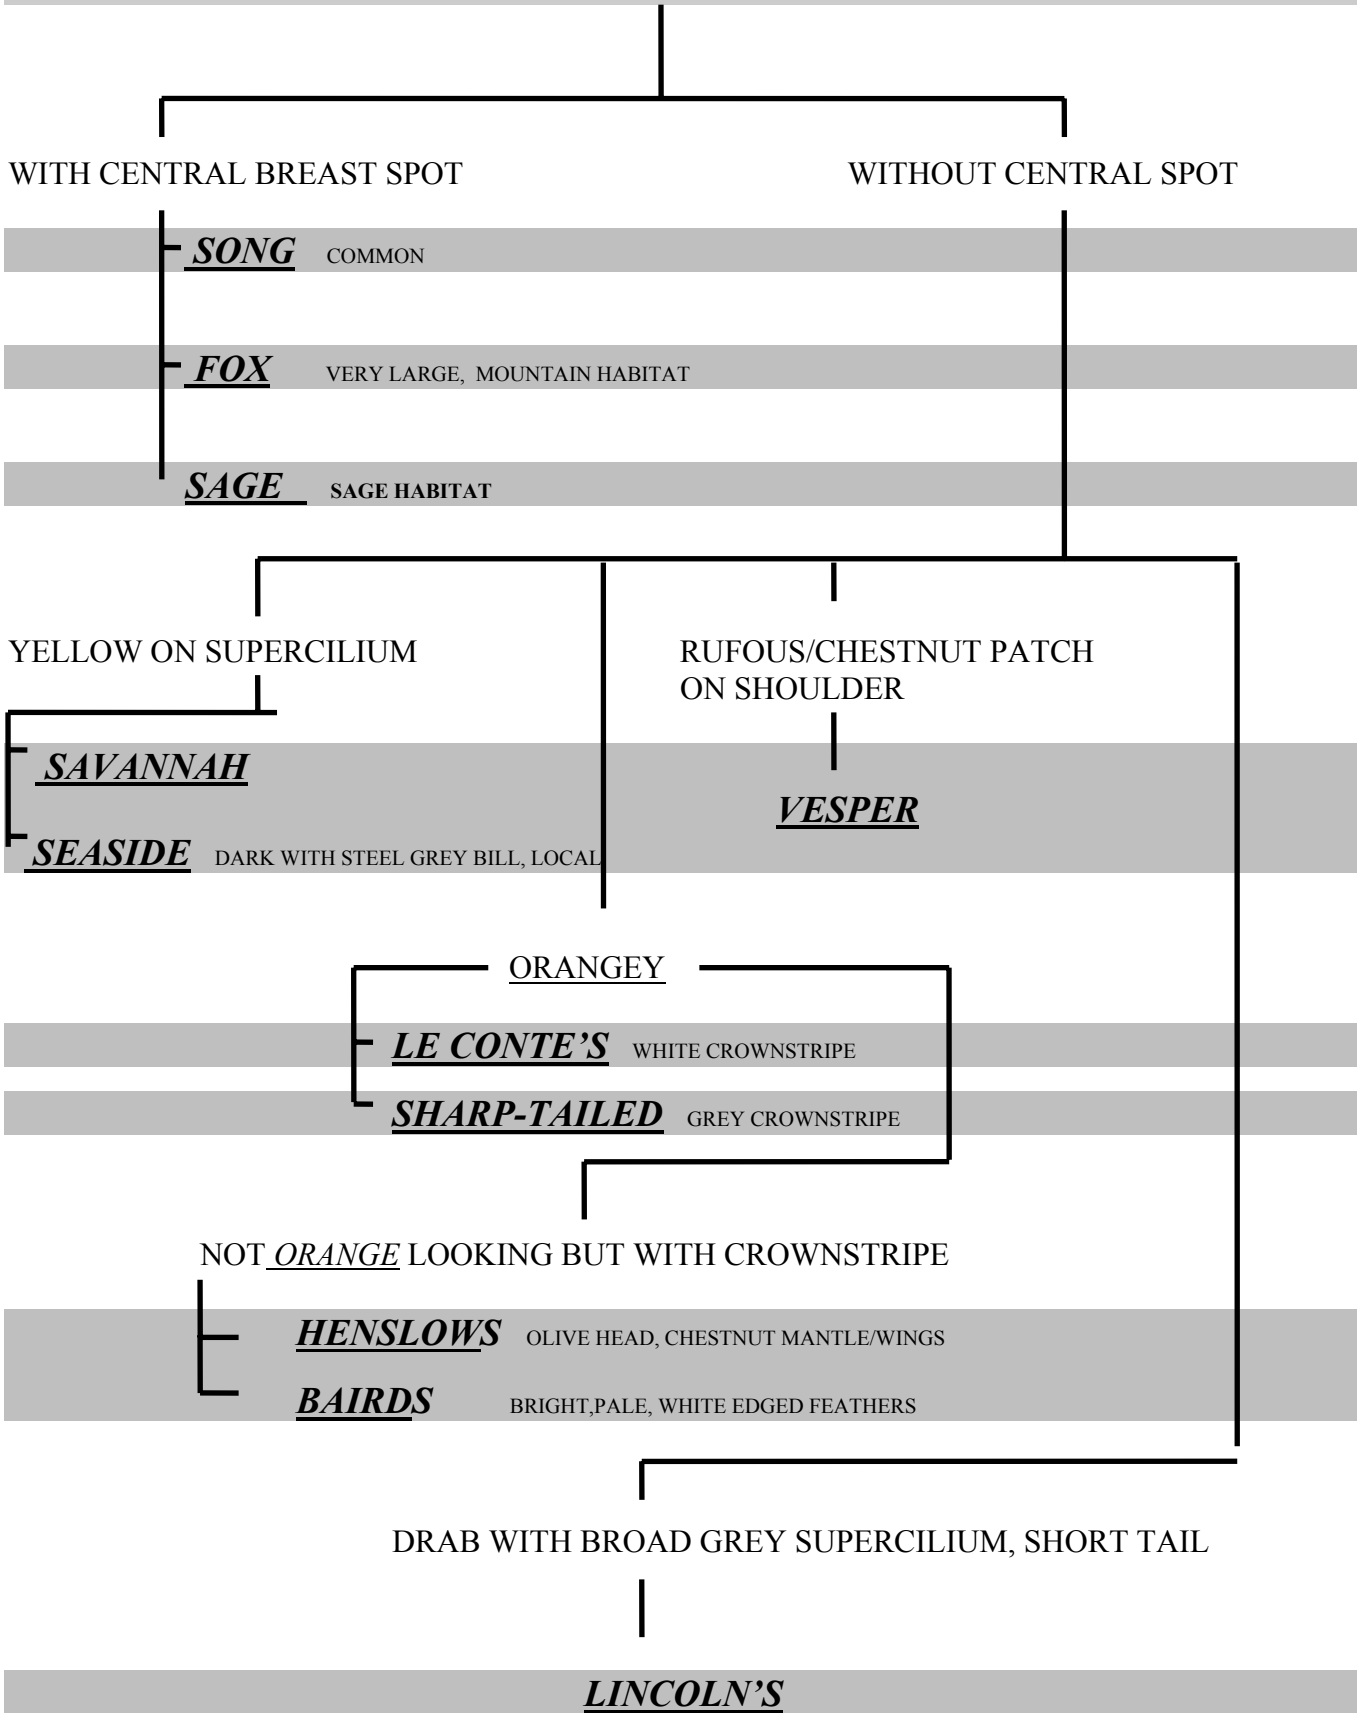 WITH CENTRAL BREAST SPOT
WITHOUT CENTRAL SPOT
SONG COMMON
FOX VERY LARGE, MOUNTAIN HABITAT
SAGE SAGE HABITAT
YELLOW ON SUPERCILIUM
RUFOUS/CHESTNUT PATCH
ON SHOULDER
SAVANNAH
VESPER
SEASIDE DARK WITH STEEL GREY BILL, LOCAL
ORANGEY
LE CONTE’S WHITE CROWNSTRIPE
SHARP-TAILED GREY CROWNSTRIPE
NOT ORANGE LOOKING BUT WITH CROWNSTRIPE
HENSLOWS OLIVE HEAD, CHESTNUT MANTLE/WINGS
BAIRDS BRIGHT,PALE, WHITE EDGED FEATHERS
DRAB WITH BROAD GREY SUPERCILIUM, SHORT TAIL
LINCOLN’S